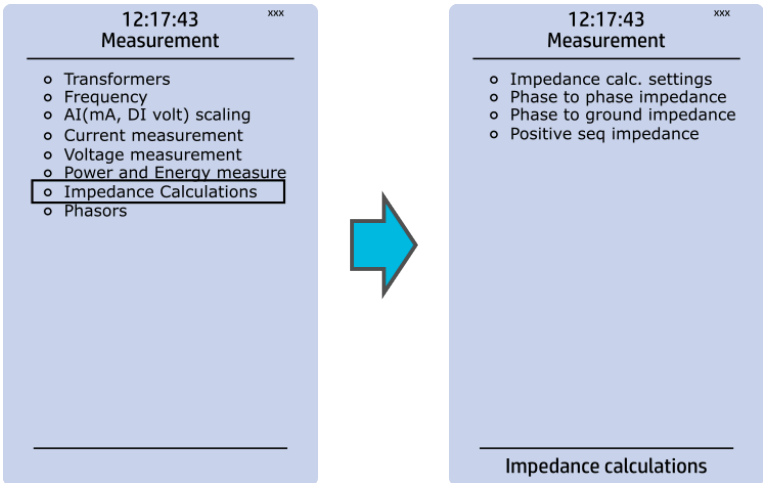 12:17:43 xxx
Measurement
Transformers
Frequency
AI(mA, DI volt) scaling
Current measurement
Voltage measurement
Power and Energy measure
Impedance Calculations
Phasors
12:17:43 xxx
Measurement
Impedance calc. settings
Phase to phase impedance
Phase to ground impedance
Positive seq impedance
Impedance calculations